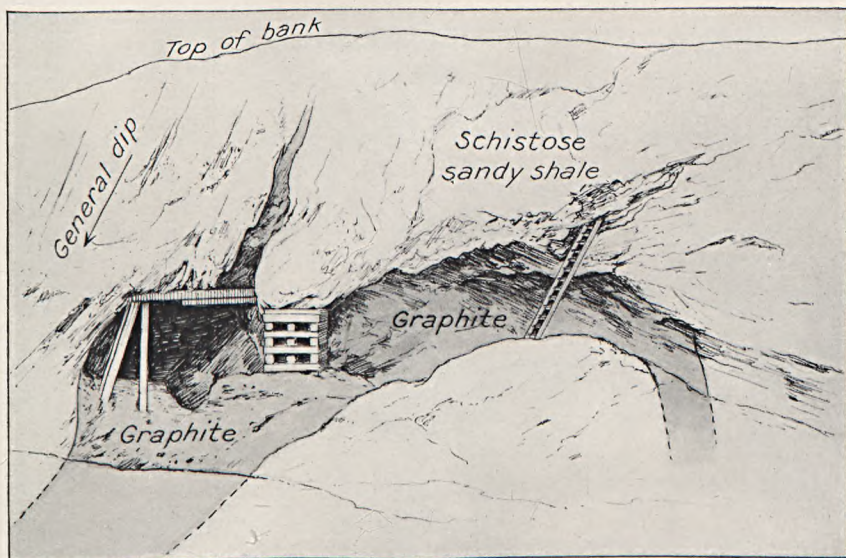 Top of bank
General dip
Schistose
sandy shale
Graphite
Graphite